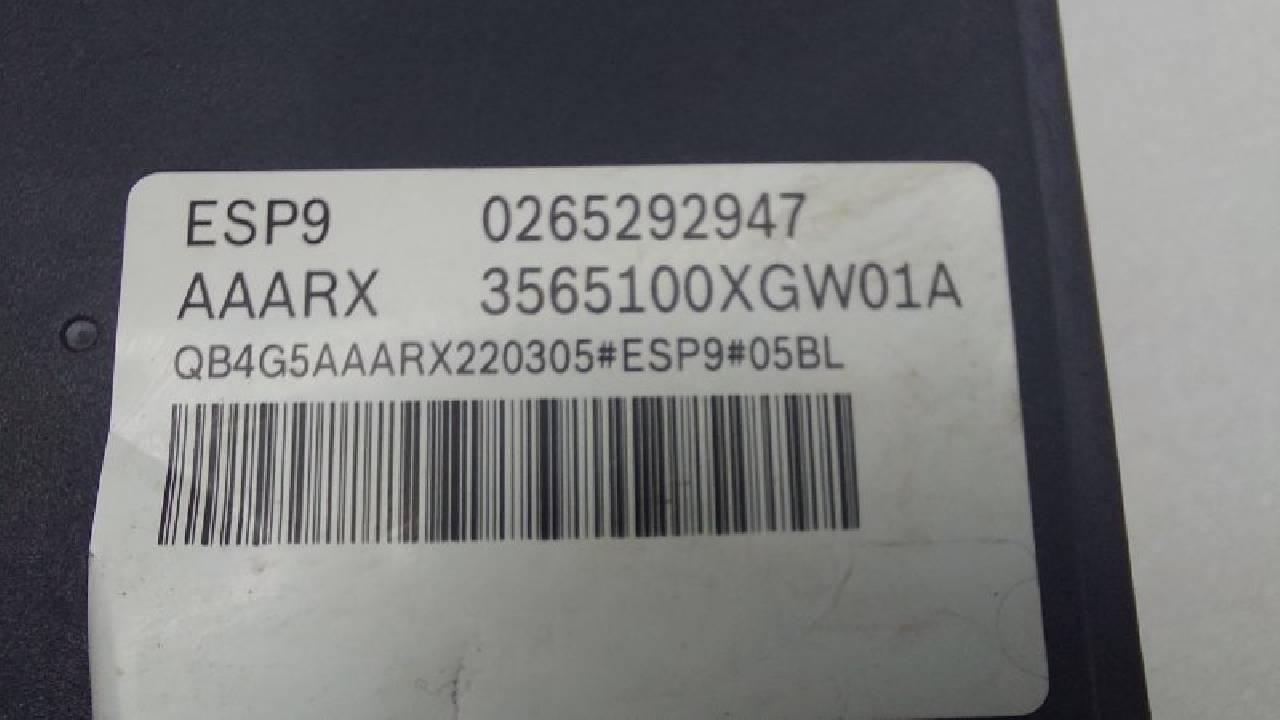 ESP9 0265292947
AAARX 3565100XGW01A
QB4G5AAARX220305#ESP9#05BL